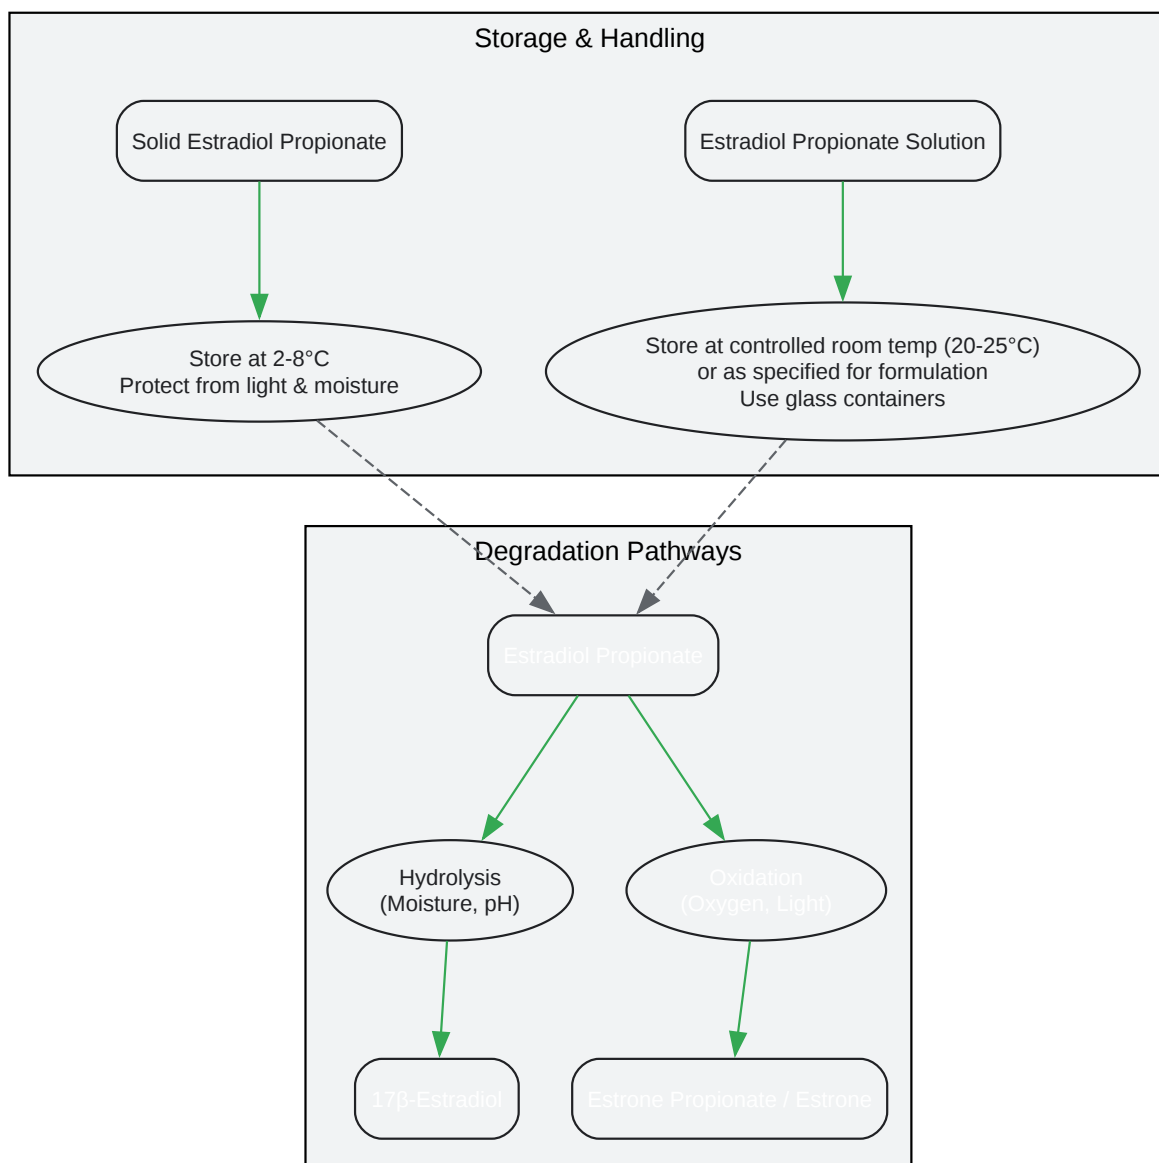 Storage & Handling
Solid Estradiol Propionate
Estradiol Propionate Solution
Store at 2-8°C
Protect from light & moisture
Store at controlled room temp (20-25°C)
or as specified for formulation
Use glass containers
Degradation Pathways
Estradiol Propionate
Hydrolysis
(Moisture, pH)
Oxidation
(Oxygen, Light)
17β-Estradiol
Estrone Propionate / Estrone